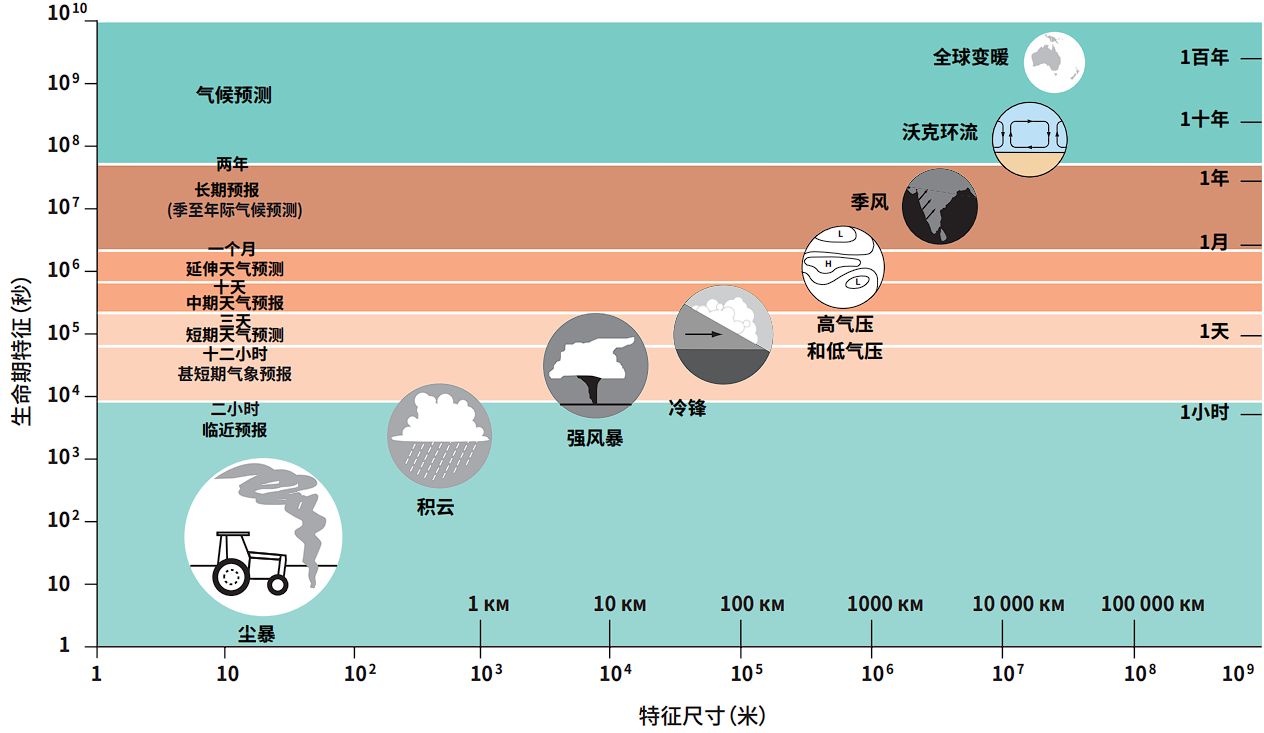 10¹⁰
全球变暖
1百年
10⁹
气候预测
1十年
沃克环流
10⁸
两年
1年
长期预报
季风
10⁷
(季至年际气候预测)
L
1月
一个月
H
10⁶
延伸天气预测
L
十天
中期天气预报
三天
高气压
10⁵
短期天气预测
1天
十二小时
和低气压
甚短期气象预报
10⁴
二小时
冷锋
1小时
临近预报
强风暴
10³
积云
10²
10
1 км
10 км
100 км
1000 км
10 000 км
100 000 км
尘暴
1
1
10
10²
10³
10⁴
10⁵
10⁶
10⁷
10⁸
10⁹
生命期特征(秒)
特征尺寸(米)